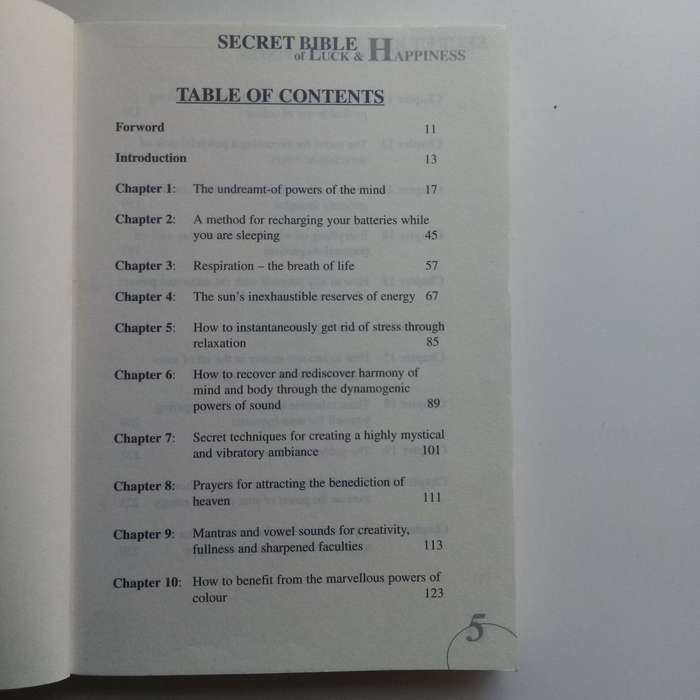 SECRET BIBLE
of LUCK & HAPPINESS
TABLE OF CONTENTS
Forword 11
Introduction 13
Chapter 1: The undreamt-of powers of the mind 17
Chapter 2: A method for recharging your batteries while
you are sleeping 45
Chapter 3: Respiration – the breath of life 57
Chapter 4: The sun's inexhaustible reserves of energy 67
Chapter 5: How to instantaneously get rid of stress through
relaxation 85
Chapter 6: How to recover and rediscover harmony of
mind and body through the dynamogenic
powers of sound 89
Chapter 7: Secret techniques for creating a highly mystical
and vibratory ambiance 101
Chapter 8: Prayers for attracting the benediction of
heaven 111
Chapter 9: Mantras and vowel sounds for creativity,
fullness and sharpened faculties 113
Chapter 10: How to benefit from the marvellous powers of
colour 123
5